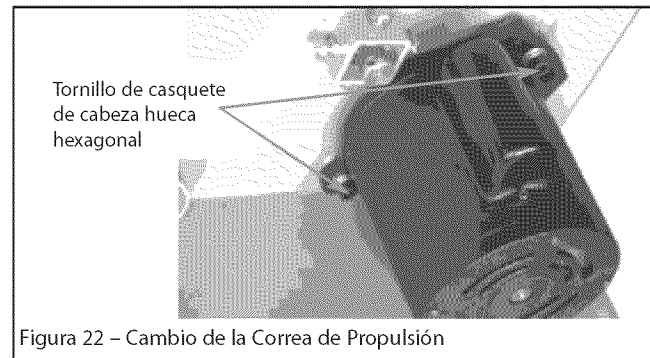 Tornillo de casquete
de cabeza hueca
hexagonal
Figura 22 – Cambio de la Correa de Propulsión